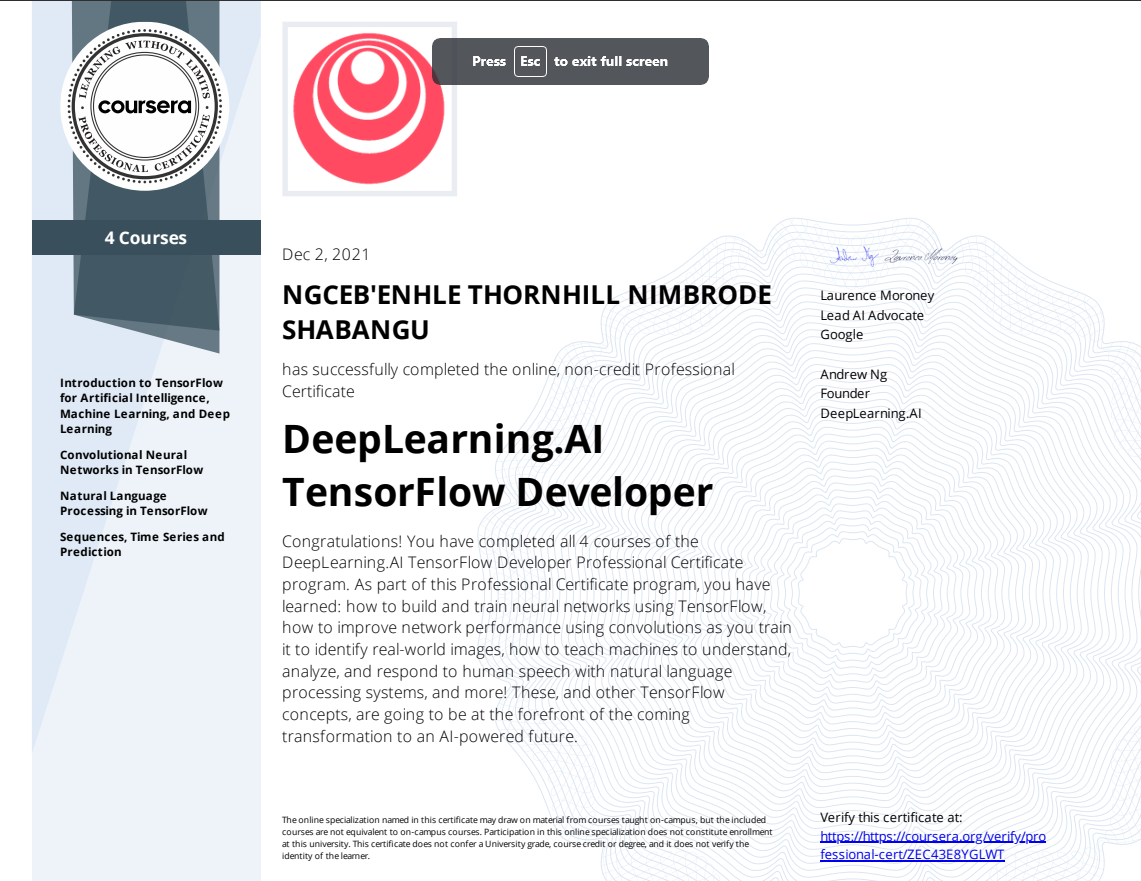 LEARNING WITHOUT LIMITS
coursera
PROFESSIONAL CERTIFICATE
4 Courses
Introduction to TensorFlow
for Artificial Intelligence,
Machine Learning, and Deep
Learning
Convolutional Neural
Networks in TensorFlow
Natural Language
Processing in TensorFlow
Sequences, Time Series and
Prediction
Press Esc to exit full screen
Dec 2, 2021
NGCEB'ENHLE THORNHILL NIMBRODE
SHABANGU
has successfully completed the online, non-credit Professional
Certificate
DeepLearning.AI
TensorFlow Developer
Congratulations! You have completed all 4 courses of the
DeepLearning.AI TensorFlow Developer Professional Certificate
program. As part of this Professional Certificate program, you have
learned: how to build and train neural networks using TensorFlow,
how to improve network performance using convolutions as you train
it to identify real-world images, how to teach machines to understand,
analyze, and respond to human speech with natural language
processing systems, and more! These, and other TensorFlow
concepts, are going to be at the forefront of the coming
transformation to an AI-powered future.
The online specialization named in this certificate may draw on material from courses taught on-campus, but the included
courses are not equivalent to on-campus courses. Participation in this online specialization does not constitute enrollment
at this university. This certificate does not confer a University grade, course credit or degree, and it does not verify the
identity of the learner.
Laurence Moroney
Laurence Moroney
Lead AI Advocate
Google
Andrew Ng
Founder
DeepLearning.AI
Verify this certificate at:
https://https://coursera.org/verify/pro
fessional-cert/ZEC43E8YGLWT